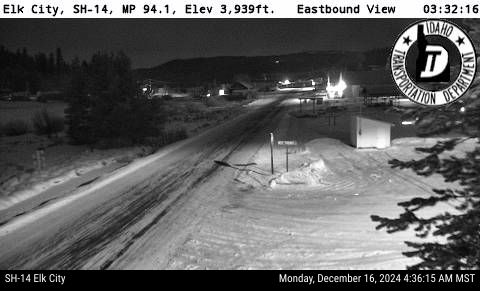 Elk City, SH-14, MP 94.1, Elev 3,939ft. Eastbound View 03:32:16
IDAHO
TRANSPORTATION DEPARTMENT
SH-14 Elk City Monday, December 16, 2024 4:36:15 AM MST